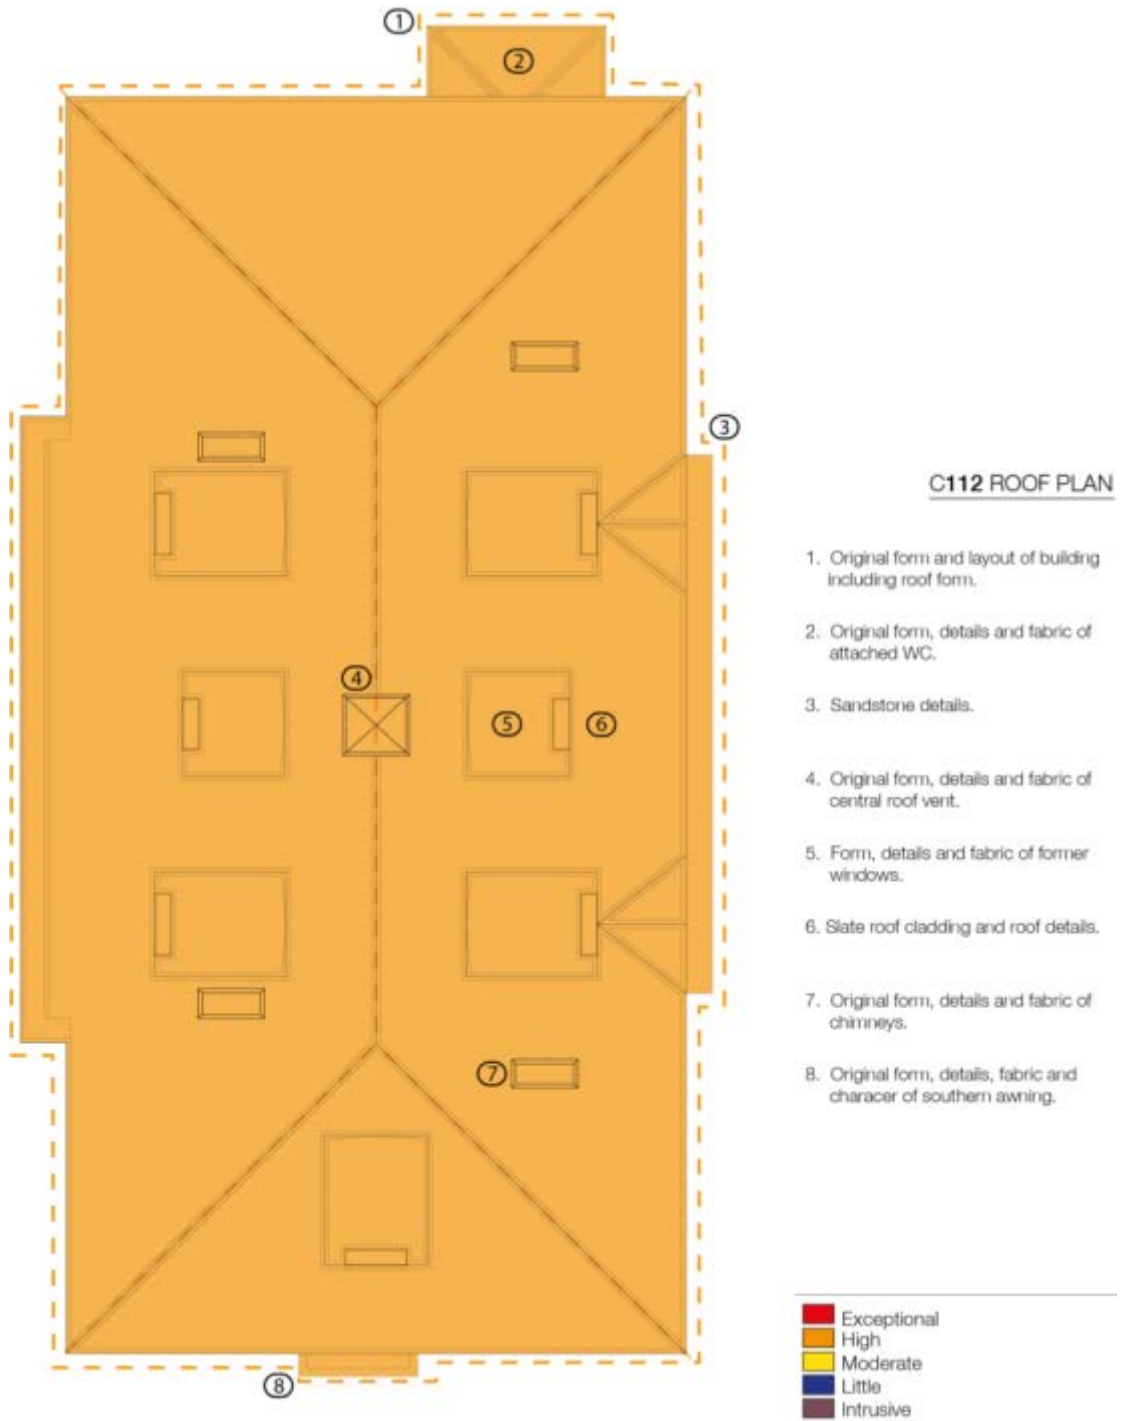 1
2
3
4
5
6
7
8
C112 ROOF PLAN
1. Original form and layout of building
including roof form.
2. Original form, details and fabric of
attached WC.
3. Sandstone details.
4. Original form, details and fabric of
central roof vent.
5. Form, details and fabric of former
windows.
6. Slate roof cladding and roof details.
7. Original form, details and fabric of
chimneys.
8. Original form, details, fabric and
characer of southern awning.
Exceptional
High
Moderate
Little
Intrusive